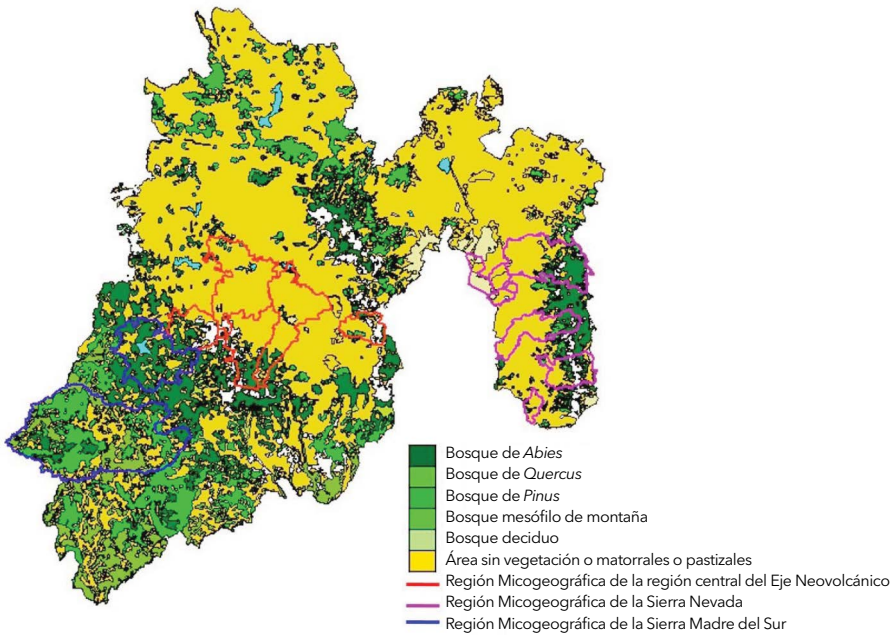 Bosque de Abies
Bosque de Quercus
Bosque de Pinus
Bosque mesófilo de montaña
Bosque deciduo
Área sin vegetación o matorrales o pastizales
Región Micogeográfica de la región central del Eje Neovolcánico
Región Micogeográfica de la Sierra Nevada
Región Micogeográfica de la Sierra Madre del Sur